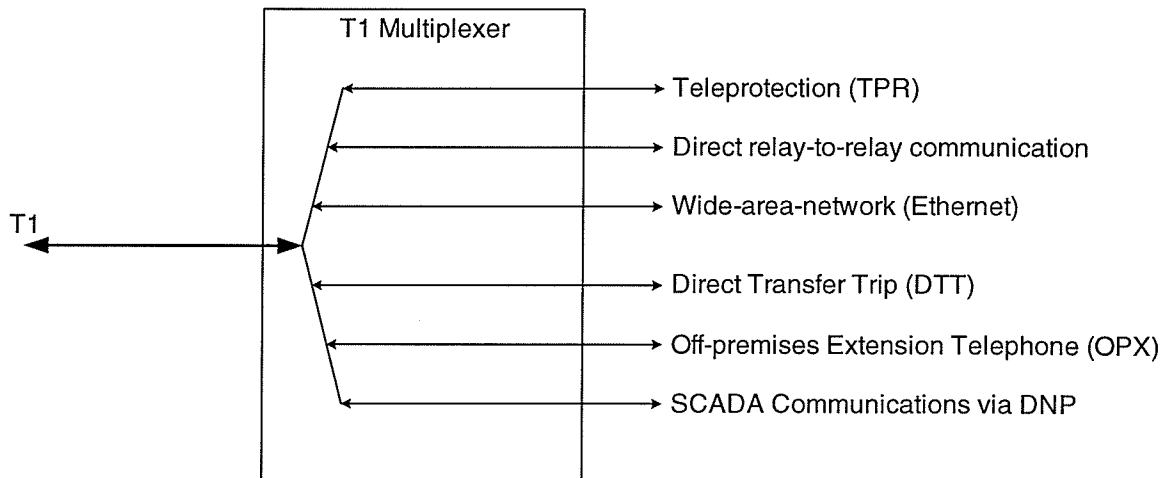 T1 Multiplexer
Teleprotection (TPR)
Direct relay-to-relay communication
Wide-area-network (Ethernet)
T1
Direct Transfer Trip (DTT)
Off-premises Extension Telephone (OPX)
SCADA Communications via DNP